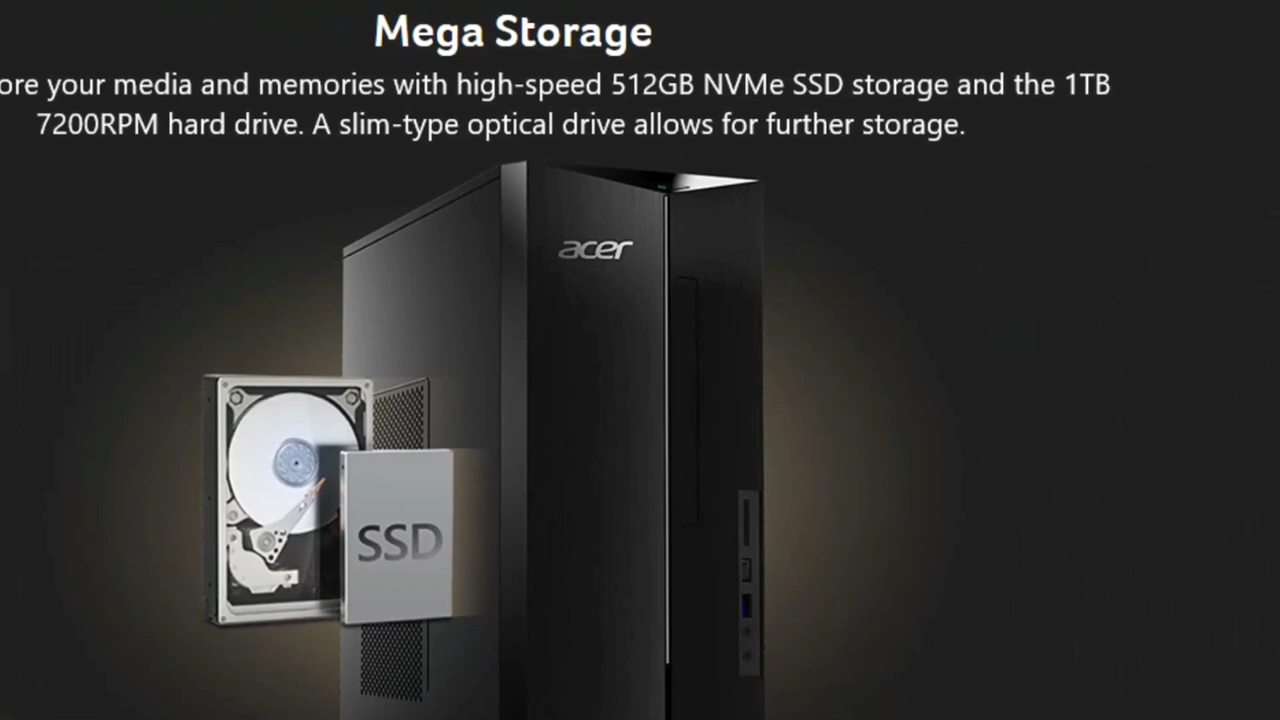 Mega Storage
ore your media and memories with high-speed 512GB NVMe SSD storage and the 1TB
7200RPM hard drive. A slim-type optical drive allows for further storage.
acer
SSD